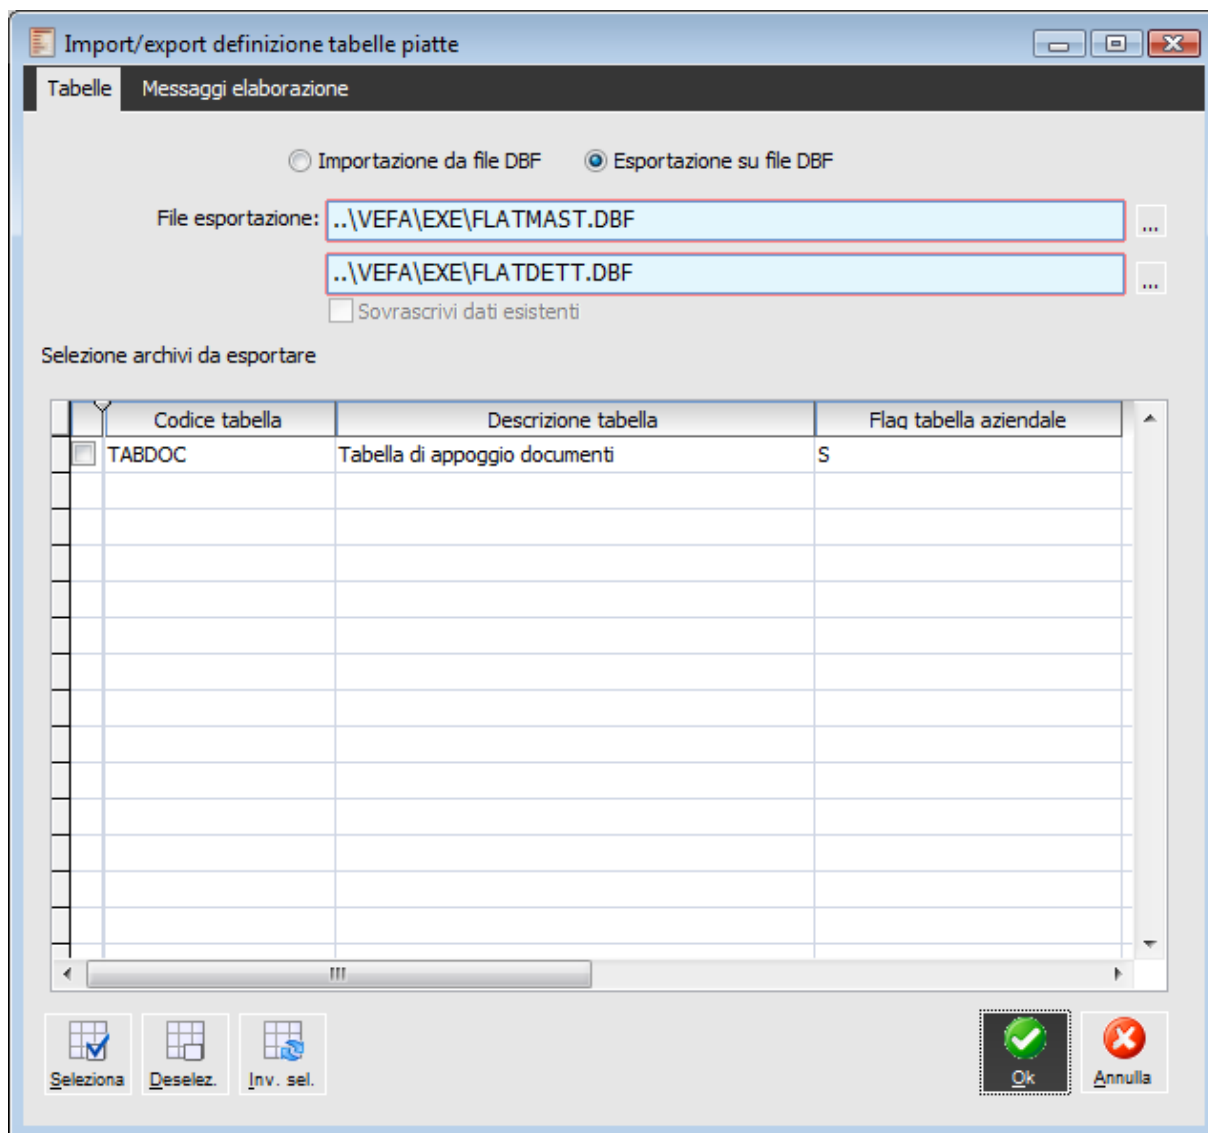 Import/export definizione tabelle piatte
Tabelle Messaggi elaborazione
Importazione da file DBF Esportazione su file DBF
File esportazione: ..\VEFA\EXE\FLATMAST.DBF ...
..\VEFA\EXE\FLATDETT.DBF ...
Sovrascrivi dati esistenti
Selezione archivi da esportare
Codice tabella Descrizione tabella Flag tabella aziendale
TABDOC Tabella di appoggio documenti S
Seleziona Deselez. Inv. sel. Ok Annulla